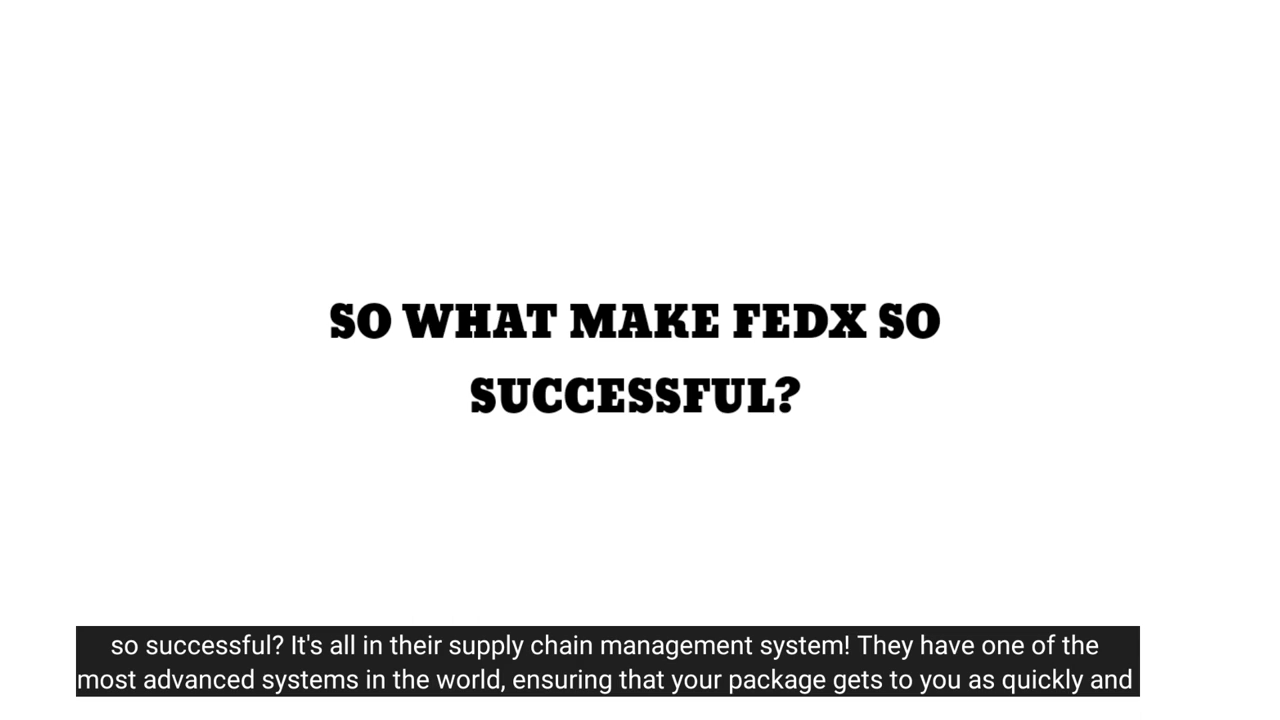 SO WHAT MAKE FEDX SO
SUCCESSFUL?
so successful? It's all in their supply chain management system! They have one of the
most advanced systems in the world, ensuring that your package gets to you as quickly and